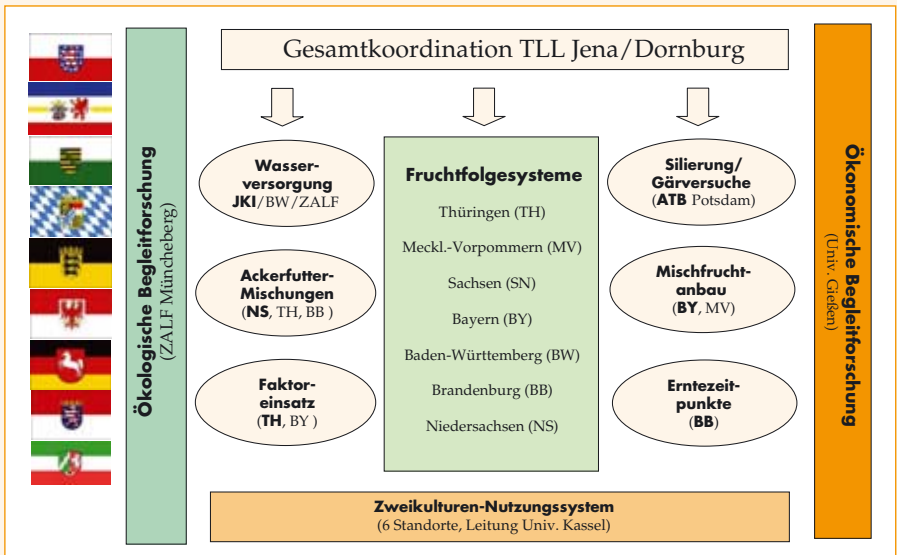 Gesamtkoordination TLL Jena/Dornburg
Ökologische Begleitforschung
(ZALF Müncheberg)
Wasser-
versorgung
JKI/BW/ZALF
Ackerfutter-
Mischungen
(NS, TH, BB )
Faktor-
einsatz
(TH, BY )
Fruchtfolgesysteme
Thüringen (TH)
Meckl.-Vorpommern (MV)
Sachsen (SN)
Bayern (BY)
Baden-Württemberg (BW)
Brandenburg (BB)
Niedersachsen (NS)
Silierung/
Gärversuche
(ATB Potsdam)
Mischfrucht-
anbau
(BY, MV)
Erntezeit-
punkte
(BB)
Ökonomische Begleitforschung
(Univ. Gießen)
Zweikulturen-Nutzungssystem
(6 Standorte, Leitung Univ. Kassel)